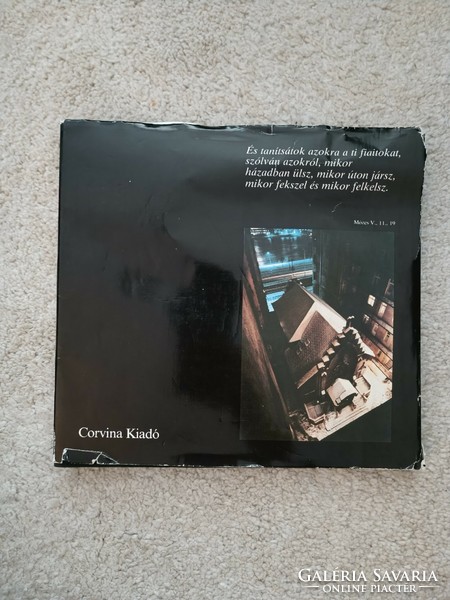 És tanítsátok azokra a ti fiaitokat,
szólván azokról, mikor
házadban ülsz, mikor úton jársz,
mikor fekszel és mikor felkelsz.
Mozes V., 11., 19
Corvina Kiadó
GALÉRIA SAVARIA
ONLINE PIACTÉR